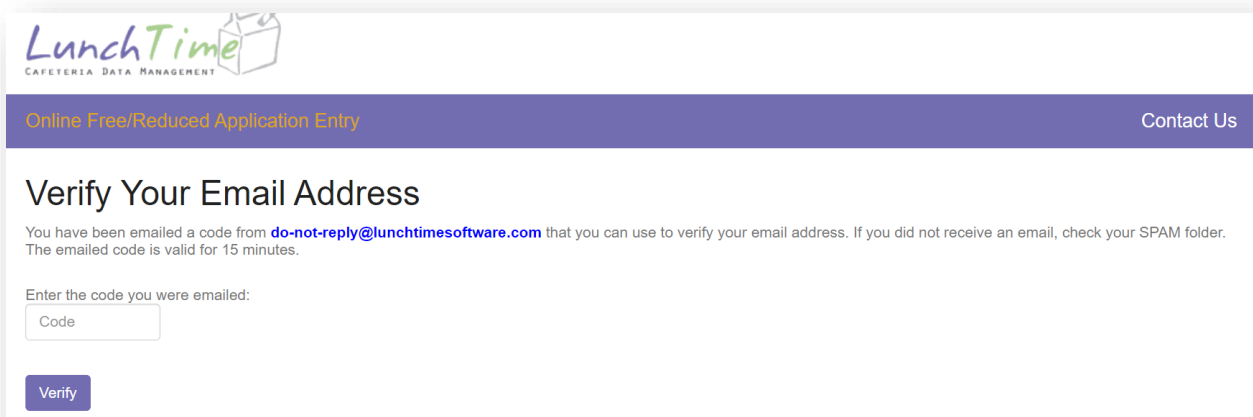 LunchTime
CAFETERIA DATA MANAGEMENT
Online Free/Reduced Application Entry
Contact Us
Verify Your Email Address
You have been emailed a code from do-not-reply@lunchtimesoftware.com that you can use to verify your email address. If you did not receive an email, check your SPAM folder.
The emailed code is valid for 15 minutes.
Enter the code you were emailed:
Code
Verify